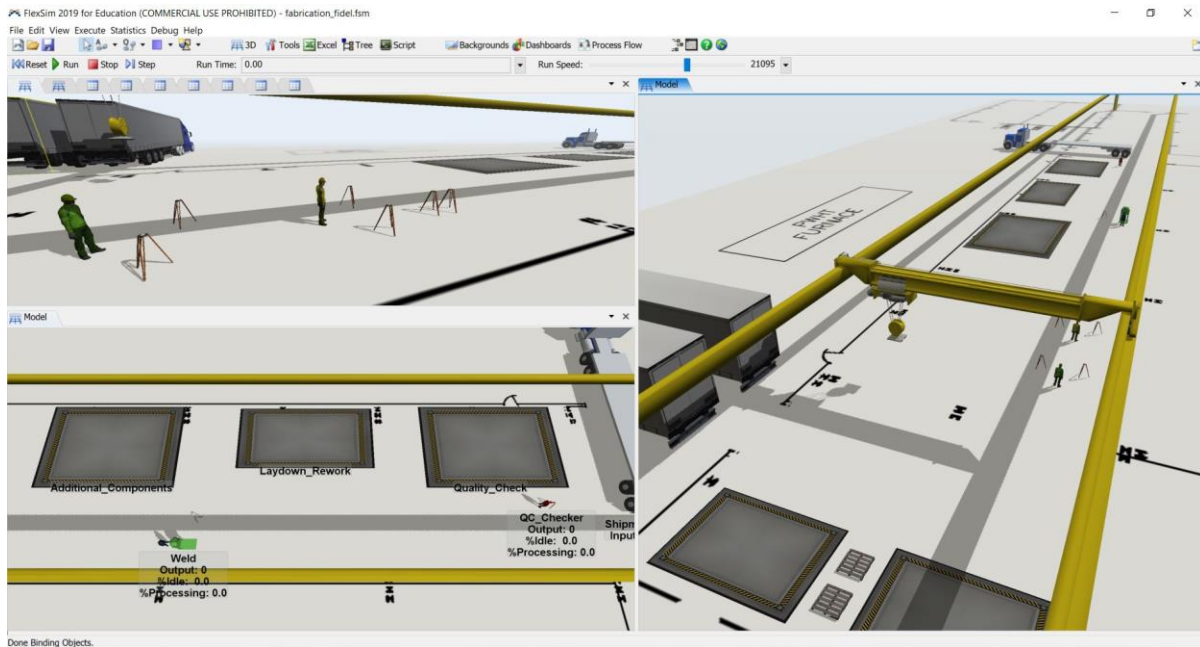 FlexSim 2019 for Education (COMMERCIAL USE PROHIBITED) - fabrication_fidel.fsm
File Edit View Execute Statistics Debug Help
3D Tools Excel Tree Script Backgrounds Dashboards Process Flow
Reset Run Stop Step Run Time: 0.00 Run Speed: 21095
Model
PWHT
FURNACE
Model
Additional_Components
Laydown_Rework
Quality_Check
QC_Checker
Output: 0
%Idle: 0.0
%Processing: 0.0
Weld
Output: 0
%Idle: 0.0
%Processing: 0.0
Done Binding Objects.